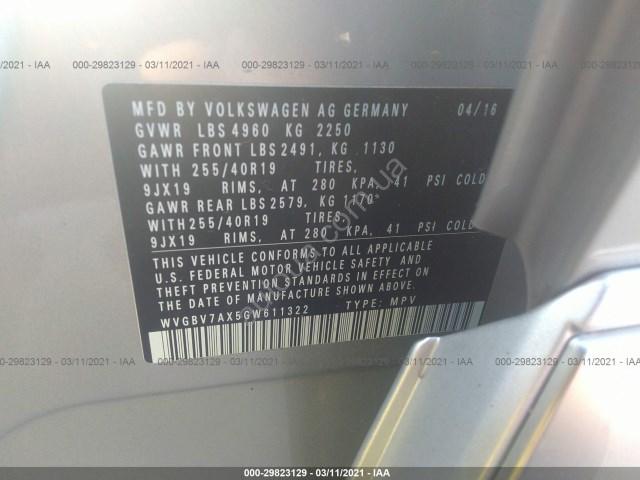 000-29823129 - 03/11/2021 - IAA
MFD BY VOLKSWAGEN AG GERMANY 04/16
GVWR LBS 4960 KG 2250
GAWR FRONT LBS 2491, KG 1130
WITH 255/40R19 TIRES,
9JX19 RIMS, AT 280 KPA, 41 PSI COLD
GAWR REAR LBS 2579, KG 1170
WITH 255/40R19 TIRES,
9JX19 RIMS, AT 280 KPA, 41 PSI COLD
THIS VEHICLE CONFORMS TO ALL APPLICABLE
U.S. FEDERAL MOTOR VEHICLE SAFETY AND
THEFT PREVENTION STANDARDS IN EFFECT ON
THE DATE OF MANUFACTURE SHOWN ABOVE.
WVGBV7AX5GW611322 TYPE: MPV
000-29823129 - 03/11/2021 - IAA